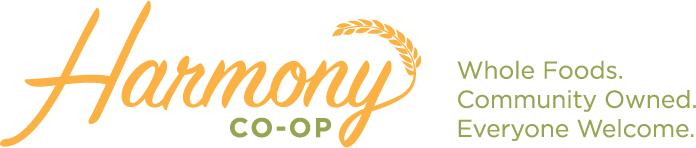 Harmony
CO-OP
Whole Foods.
Community Owned.
Everyone Welcome.